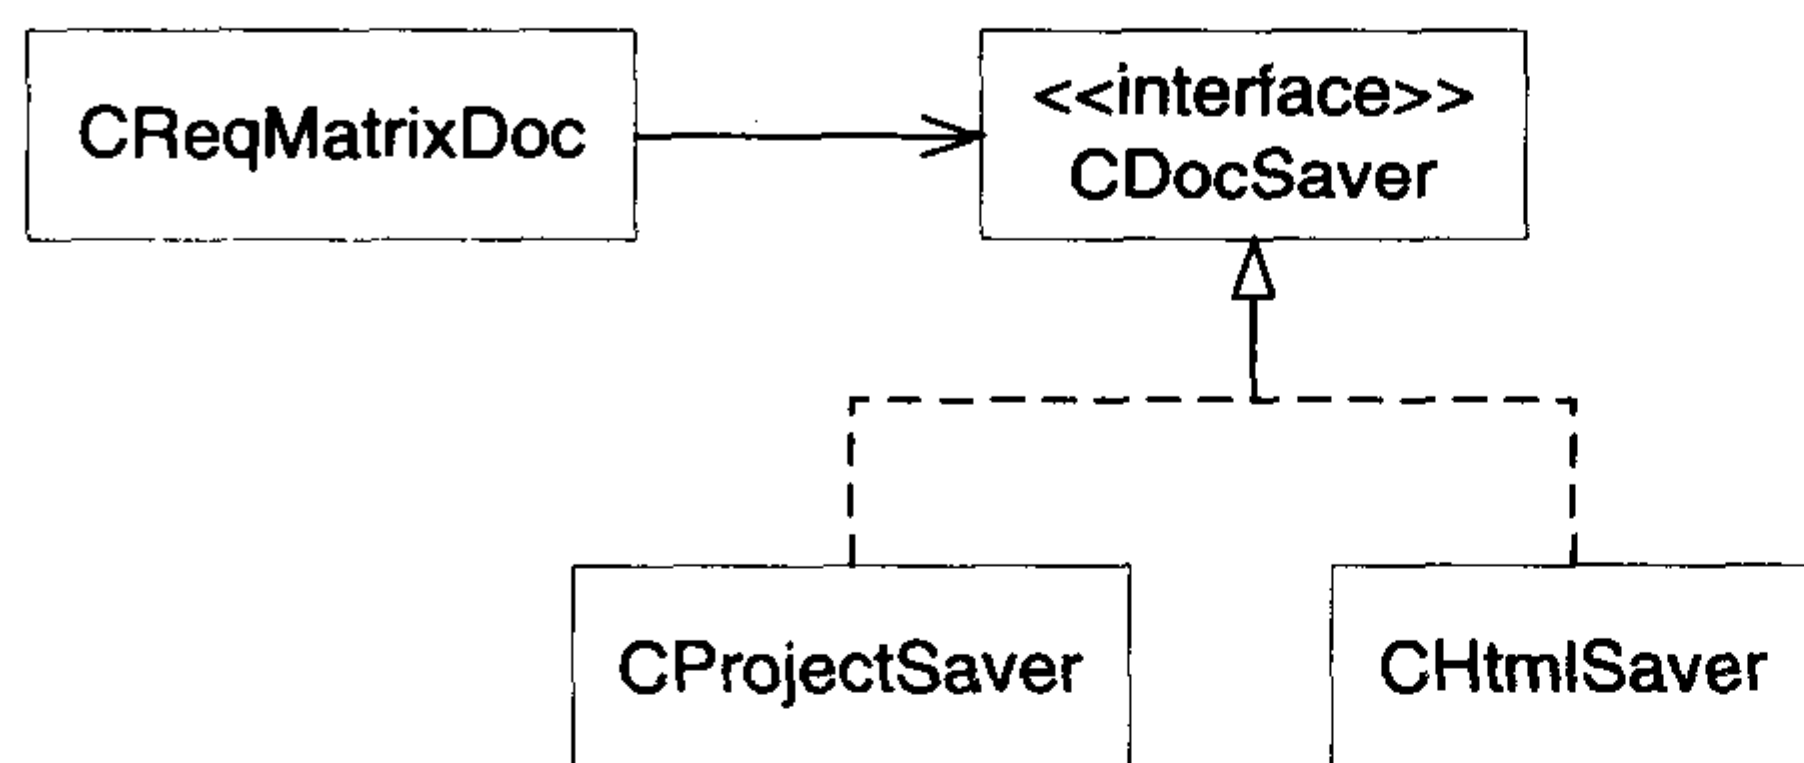 CReqMatrixDoc
<<interface>>
CDocSaver
CProjectSaver
CHtmlSaver